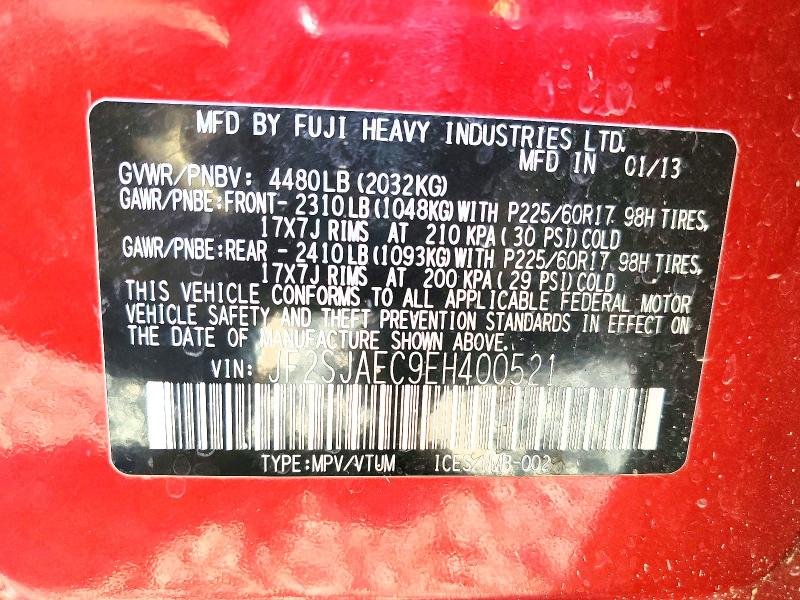 MFD BY FUJI HEAVY INDUSTRIES LTD.
MFD IN 01/13
GVWR/PNBV: 4480LB (2032KG)
GAWR/PNBE:FRONT- 2310LB (1048KG) WITH P225/60R17 98H TIRES,
17X7J RIMS AT 210 KPA ( 30 PSI) COLD
GAWR/PNBE:REAR - 2410LB (1093KG) WITH P225/60R17 98H TIRES,
17X7J RIMS AT 200 KPA ( 29 PSI) COLD
THIS VEHICLE CONFORMS TO ALL APPLICABLE FEDERAL MOTOR
VEHICLE SAFETY AND THEFT PREVENTION STANDARDS IN EFFECT ON
THE DATE OF MANUFACTURE SHOWN ABOVE.
VIN: JF2SJAEC9EH400521
TYPE:MPV/VTUM ICES/NMB-002